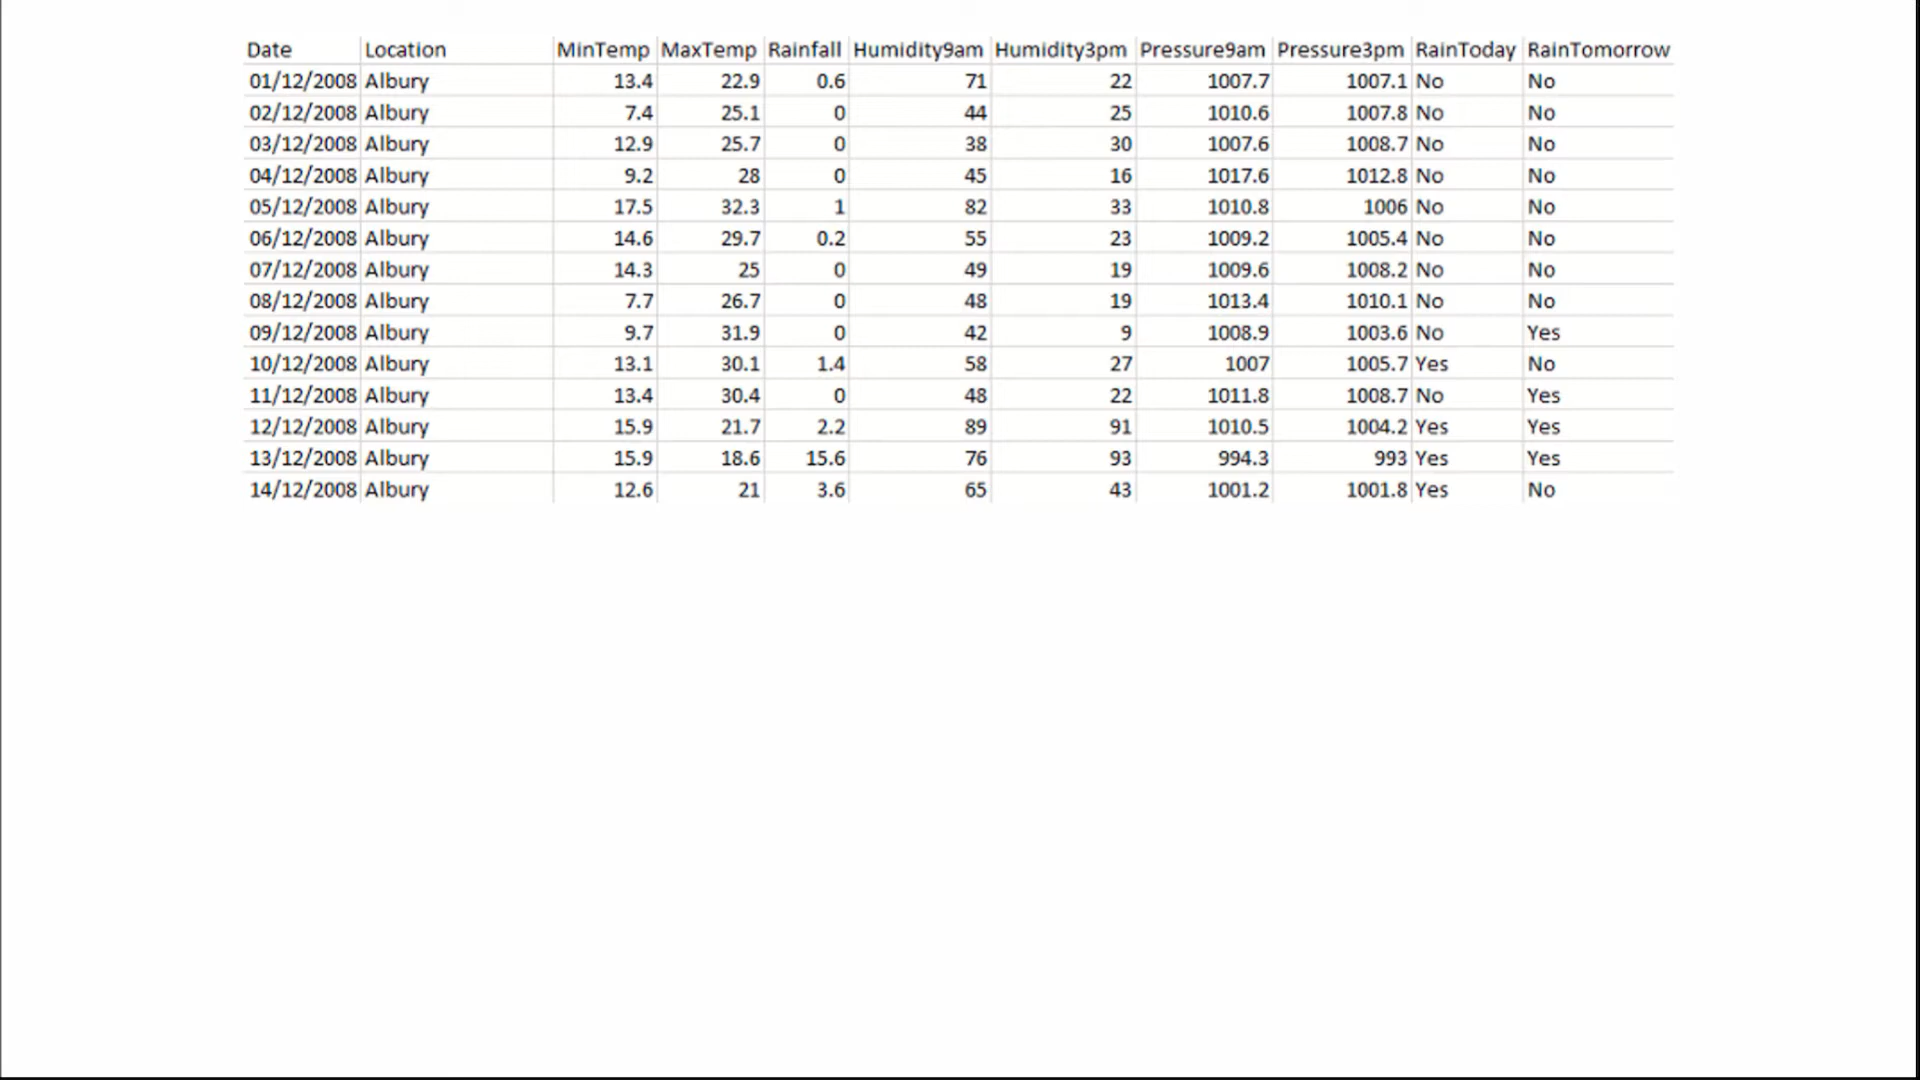 Date Location MinTemp MaxTemp Rainfall Humidity9am Humidity3pm Pressure9am Pressure3pm RainToday RainTomorrow
01/12/2008 Albury 13.4 22.9 0.6 71 22 1007.7 1007.1 No No
02/12/2008 Albury 7.4 25.1 0 44 25 1010.6 1007.8 No No
03/12/2008 Albury 12.9 25.7 0 38 30 1007.6 1008.7 No No
04/12/2008 Albury 9.2 28 0 45 16 1017.6 1012.8 No No
05/12/2008 Albury 17.5 32.3 1 82 33 1010.8 1006 No No
06/12/2008 Albury 14.6 29.7 0.2 55 23 1009.2 1005.4 No No
07/12/2008 Albury 14.3 25 0 49 19 1009.6 1008.2 No No
08/12/2008 Albury 7.7 26.7 0 48 19 1013.4 1010.1 No No
09/12/2008 Albury 9.7 31.9 0 42 9 1008.9 1003.6 No Yes
10/12/2008 Albury 13.1 30.1 1.4 58 27 1007 1005.7 Yes No
11/12/2008 Albury 13.4 30.4 0 48 22 1011.8 1008.7 No Yes
12/12/2008 Albury 15.9 21.7 2.2 89 91 1010.5 1004.2 Yes Yes
13/12/2008 Albury 15.9 18.6 15.6 76 93 994.3 993 Yes Yes
14/12/2008 Albury 12.6 21 3.6 65 43 1001.2 1001.8 Yes No